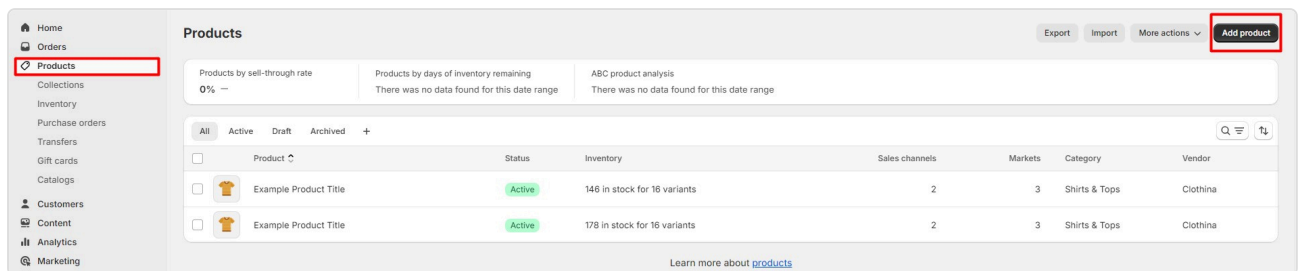 Home
Orders
Products
Collections
Inventory
Purchase orders
Transfers
Gift cards
Catalogs
Customers
Content
Analytics
Marketing
Products
Export Import More actions Add product
Products by sell-through rate Products by days of inventory remaining ABC product analysis
0% – There was no data found for this date range There was no data found for this date range
All Active Draft Archived +
Product Status Inventory Sales channels Markets Category Vendor
Example Product Title Active 146 in stock for 16 variants 2 3 Shirts & Tops Clothina
Example Product Title Active 178 in stock for 16 variants 2 3 Shirts & Tops Clothina
Learn more about products